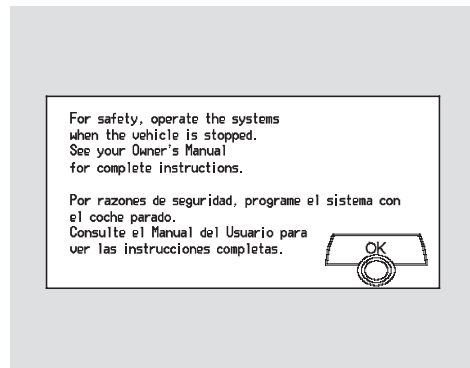 For safety, operate the systems
when the vehicle is stopped.
See your Owner's Manual
for complete instructions.
Por razones de seguridad, programe el sistema con
el coche parado.
Consulte el Manual del Usuario para
ver las instrucciones completas.
OK